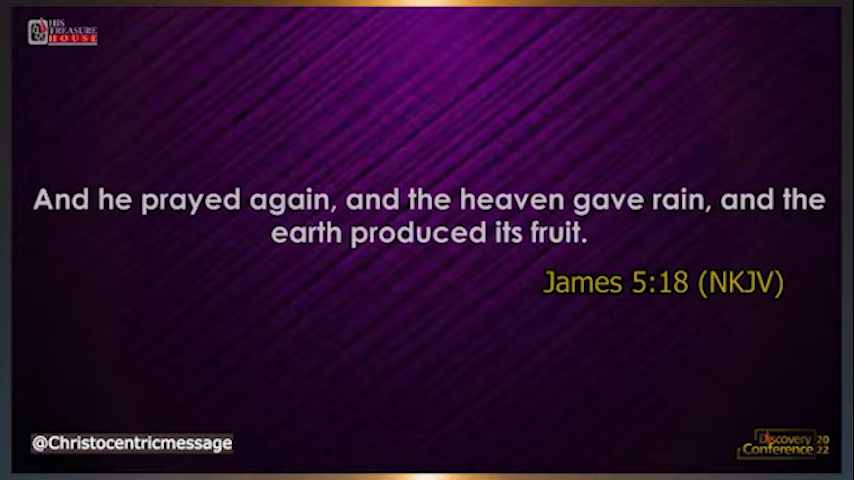 HIS
TREASURE
HOUSE
And he prayed again, and the heaven gave rain, and the
earth produced its fruit.
James 5:18 (NKJV)
@Christocentricmessage
Discovery 20
Conference 22